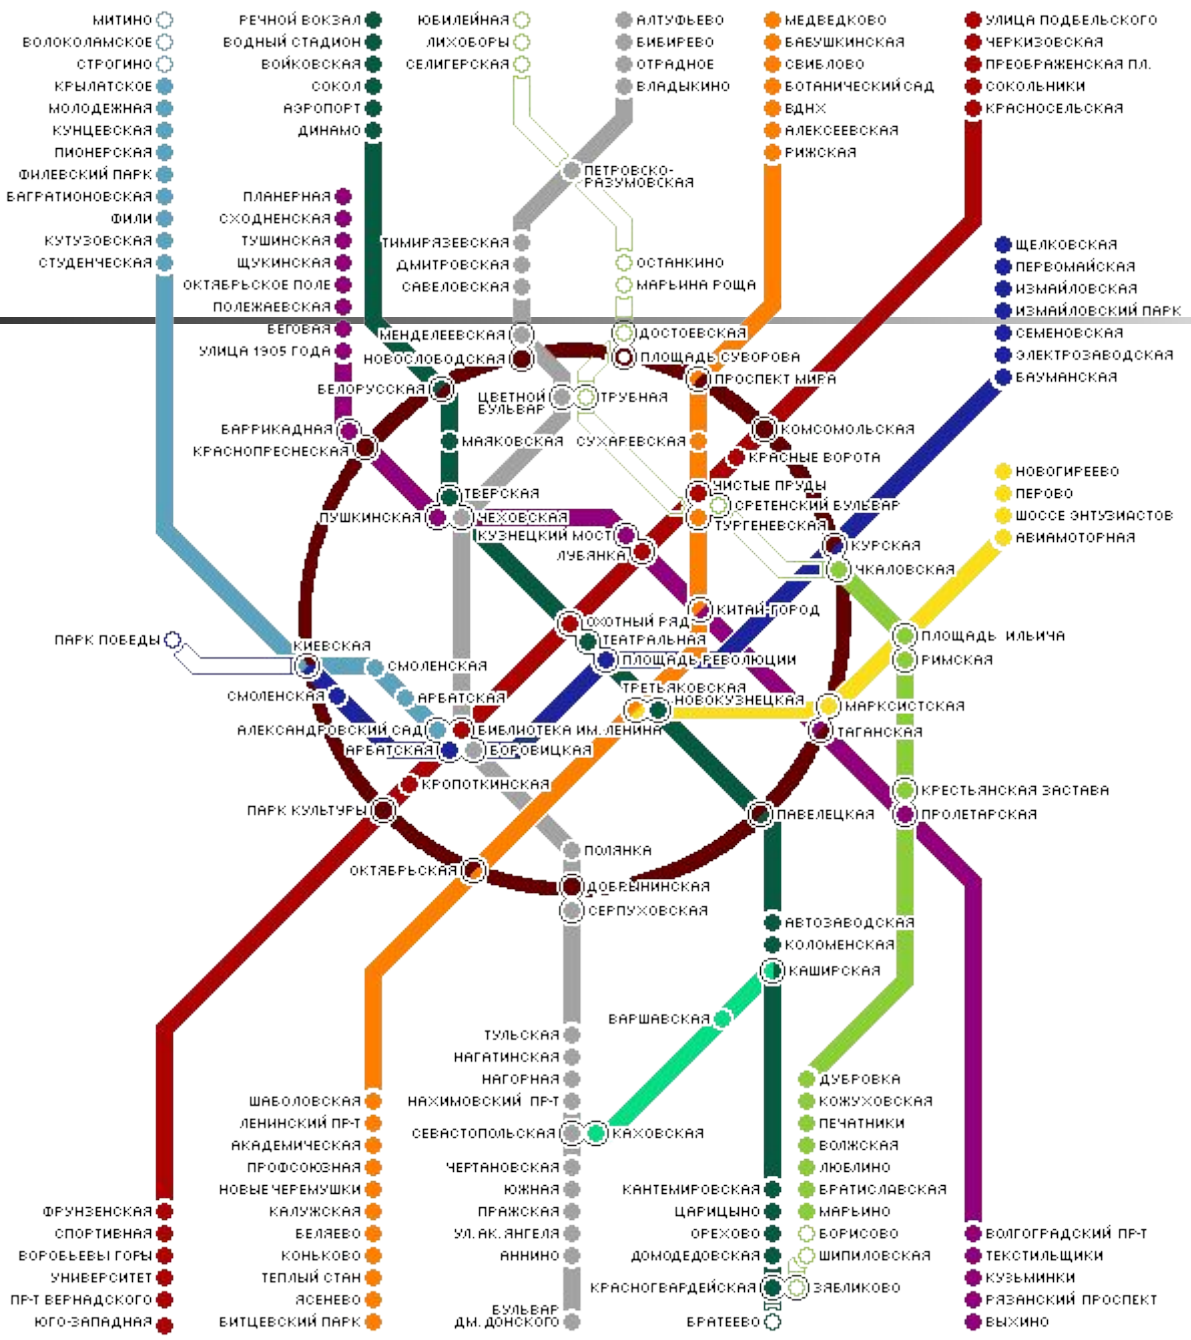 МИТИНО
ВОЛОКОЛАМСКОЕ
СТРОГИНО
КРЫЛАТСКОЕ
МОЛОДЕЖНАЯ
КУНЦЕВСКАЯ
ПИОНЕРСКАЯ
ФИЛЕВСКИЙ ПАРК
БАГРАТИОНОВСКАЯ
ФИЛИ
КУТУЗОВСКАЯ
СТУДЕНЧЕСКАЯ
РЕЧНОЙ ВОКЗАЛ
ВОДНЫЙ СТАДИОН
ВОЙКОВСКАЯ
СОКОЛ
АЭРОПОРТ
ДИНАМО
ПЛАНЕРНАЯ
СХОДНЕНСКАЯ
ТУШИНСКАЯ
ЩУКИНСКАЯ
ОКТЯБРЬСКОЕ ПОЛЕ
ПОЛЕЖАЕВСКАЯ
БЕГОВАЯ
УЛИЦА 1905 ГОДА
ЮБИЛЕЙНАЯ
ЛИХОБОРЫ
СЕЛИГЕРСКАЯ
АЛТУФЬЕВО
БИБИРЕВО
ОТРАДНОЕ
ВЛАДЫКИНО
ПЕТРОВСКО-
РАЗУМОВСКАЯ
ТИМИРЯЗЕВСКАЯ
ДМИТРОВСКАЯ
САВЕЛОВСКАЯ
ОСТАНКИНО
МАРЬИНА РОЩА
МЕДВЕДКОВО
БАБУШКИНСКАЯ
СВИБЛОВО
БОТАНИЧЕСКИЙ САД
ВДНХ
АЛЕКСЕЕВСКАЯ
РИЖСКАЯ
УЛИЦА ПОДБЕЛЬСКОГО
ЧЕРКИЗОВСКАЯ
ПРЕОБРАЖЕНСКАЯ ПЛ.
СОКОЛЬНИКИ
КРАСНОСЕЛЬСКАЯ
ЩЕЛКОВСКАЯ
ПЕРВОМАЙСКАЯ
ИЗМАЙЛОВСКАЯ
ИЗМАЙЛОВСКИЙ ПАРК
СЕМЕНОВСКАЯ
ЭЛЕКТРОЗАВОДСКАЯ
БАУМАНСКАЯ
МЕНДЕЛЕЕВСКАЯ
ДОСТОЕВСКАЯ
НОВОСЛОБОДСКАЯ
ПЛОЩАДЬ СУВОРОВА
БЕЛОРУССКАЯ
ПРОСПЕКТ МИРА
ЦВЕТНОЙ
БУЛЬВАР
ТРУБНАЯ
БАРРИКАДНАЯ
КРАСНОПРЕСНЕСКАЯ
МАЯКОВСКАЯ
СУХАРЕВСКАЯ
КОМСОМОЛЬСКАЯ
КРАСНЫЕ ВОРОТА
НОВОГИРЕЕВО
ПЕРОВО
ШОССЕ ЭНТУЗИАСТОВ
АВИАМОТОРНАЯ
ТВЕРСКАЯ
ЧИСТЫЕ ПРУДЫ
СРЕТЕНСКИЙ БУЛЬВАР
ПУШКИНСКАЯ
ЧЕХОВСКАЯ
ТУРГЕНЕВСКАЯ
КУЗНЕЦКИЙ МОСТ
ЛУБЯНКА
КУРСКАЯ
ЧКАЛОВСКАЯ
КИТАЙ-ГОРОД
ОХОТНЫЙ РЯД
ТЕАТРАЛЬНАЯ
ПЛОЩАДЬ РЕВОЛЮЦИИ
ПЛОЩАДЬ ИЛЬИЧА
РИМСКАЯ
ПАРК ПОБЕДЫ
КИЕВСКАЯ
СМОЛЕНСКАЯ
СМОЛЕНСКАЯ
АРБАТСКАЯ
ТРЕТЬЯКОВСКАЯ
НОВОКУЗНЕЦКАЯ
МАРКСИСТСКАЯ
ТАГАНСКАЯ
АЛЕКСАНДРОВСКИЙ САД
БИБЛИОТЕКА ИМ. ЛЕНИНА
АРБАТСКАЯ
БОРОВИЦКАЯ
КРОПОТКИНСКАЯ
ПАРК КУЛЬТУРЫ
КРЕСТЬЯНСКАЯ ЗАСТАВА
ПРОЛЕТАРСКАЯ
ПАВЕЛЕЦКАЯ
ПОЛЯНКА
ОКТЯБРЬСКАЯ
ДОБРЫНИНСКАЯ
СЕРПУХОВСКАЯ
АВТОЗАВОДСКАЯ
КОЛОМЕНСКАЯ
КАШИРСКАЯ
ВАРШАВСКАЯ
ТУЛЬСКАЯ
НАГАТИНСКАЯ
НАГОРНАЯ
НАХИМОВСКИЙ ПР-Т
СЕВАСТОПОЛЬСКАЯ
КАХОВСКАЯ
ЧЕРТАНОВСКАЯ
ЮЖНАЯ
ПРАЖСКАЯ
УЛ. АК. ЯНГЕЛЯ
АННИНО
БУЛЬВАР
ДМ. ДОНСКОГО
ФРУНЗЕНСКАЯ
СПОРТИВНАЯ
ВОРОБЬЕВЫ ГОРЫ
УНИВЕРСИТЕТ
ПР-Т ВЕРНАДСКОГО
ЮГО-ЗАПАДНАЯ
ШАБОЛОВСКАЯ
ЛЕНИНСКИЙ ПР-Т
АКАДЕМИЧЕСКАЯ
ПРОФСОЮЗНАЯ
НОВЫЕ ЧЕРЕМУШКИ
КАЛУЖСКАЯ
БЕЛЯЕВО
КОНЬКОВО
ТЕПЛЫЙ СТАН
ЯСЕНЕВО
БИТЦЕВСКИЙ ПАРК
КАНТЕМИРОВСКАЯ
ЦАРИЦЫНО
ОРЕХОВО
ДОМОДЕДОВСКАЯ
КРАСНОГВАРДЕЙСКАЯ
БРАТЕЕВО
ДУБРОВКА
КОЖУХОВСКАЯ
ПЕЧАТНИКИ
ВОЛЖСКАЯ
ЛЮБЛИНО
БРАТИСЛАВСКАЯ
МАРЬИНО
БОРИСОВО
ШИПИЛОВСКАЯ
ЗЯБЛИКОВО
ВОЛГОГРАДСКИЙ ПР-Т
ТЕКСТИЛЬЩИКИ
КУЗЬМИНКИ
РЯЗАНСКИЙ ПРОСПЕКТ
ВЫХИНО